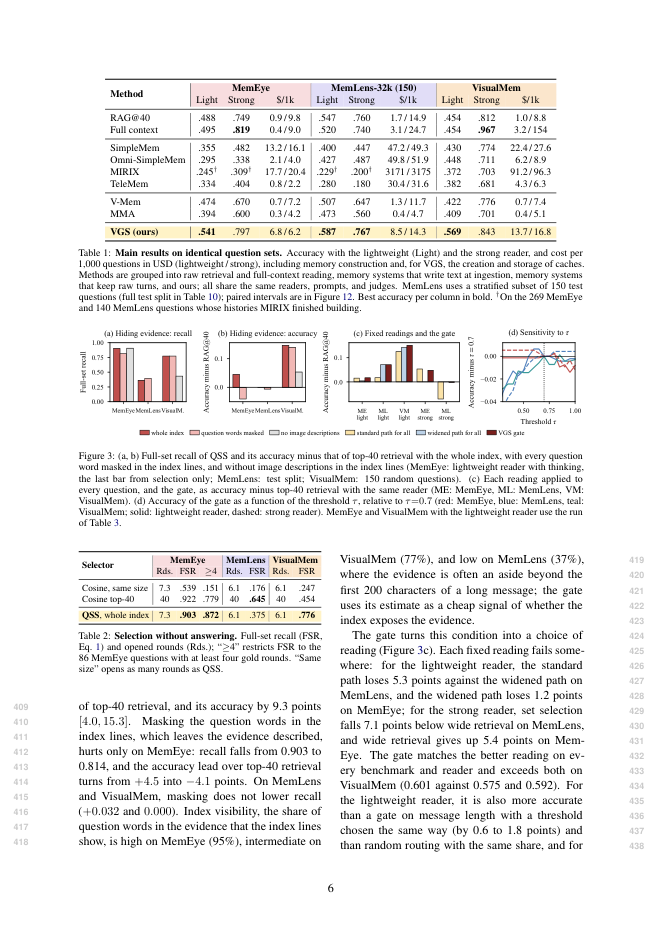 Method MemEye MemLens-32k (150) VisualMem
Light Strong $/1k Light Strong $/1k Light Strong $/1k
RAG@40 .488 .749 0.9 / 9.8 .547 .760 1.7 / 14.9 .454 .812 1.0 / 8.8
Full context .495 .819 0.4 / 9.0 .520 .740 3.1 / 24.7 .454 .967 3.2 / 154
SimpleMem .355 .482 13.2 / 16.1 .400 .447 47.2 / 49.3 .430 .774 22.4 / 27.6
Omni-SimpleMem .295 .338 2.1 / 4.0 .427 .487 49.8 / 51.9 .448 .711 6.2 / 8.9
MIRIX .245† .309† 17.7 / 20.4 .229† .200† 3171 / 3175 .372 .703 91.2 / 96.3
TeleMem .334 .404 0.8 / 2.2 .280 .180 30.4 / 31.6 .382 .681 4.3 / 6.3
V-Mem .474 .670 0.7 / 7.2 .507 .647 1.3 / 11.7 .422 .776 0.7 / 7.4
MMA .394 .600 0.3 / 4.2 .473 .560 0.4 / 4.7 .409 .701 0.4 / 5.1
VGS (ours) .541 .797 6.8 / 6.2 .587 .767 8.5 / 14.3 .569 .843 13.7 / 16.8
Table 1: Main results on identical question sets. Accuracy with the lightweight (Light) and the strong reader, and cost per
1,000 questions in USD (lightweight / strong), including memory construction and, for VGS, the creation and storage of caches.
Methods are grouped into raw retrieval and full-context reading, memory systems that write text at ingestion, memory systems
that keep raw turns, and ours; all share the same readers, prompts, and judges. MemLens uses a stratified subset of 150 test
questions (full test split in Table 10); paired intervals are in Figure 12. Best accuracy per column in bold. †On the 269 MemEye
and 140 MemLens questions whose histories MIRIX finished building.
(a) Hiding evidence: recall
Full-set recall
1.00
0.75
0.50
0.25
0.00
MemEye MemLens VisualM.
(b) Hiding evidence: accuracy
Accuracy minus RAG@40
0.1
0.0
MemEye MemLens VisualM.
(c) Fixed readings and the gate
Accuracy minus RAG@40
0.1
0.0
ME light ML light VM light ME strong ML strong
(d) Sensitivity to τ
Accuracy minus τ = 0.7
0.00
−0.02
−0.04
0.50 0.75 1.00
Threshold τ
whole index question words masked no image descriptions standard path for all widened path for all VGS gate
Figure 3: (a, b) Full-set recall of QSS and its accuracy minus that of top-40 retrieval with the whole index, with every question
word masked in the index lines, and without image descriptions in the index lines (MemEye: lightweight reader with thinking,
the last bar from selection only; MemLens: test split; VisualMem: 150 random questions). (c) Each reading applied
to every question, and the gate, as accuracy minus top-40 retrieval with the same reader (ME: MemEye, ML: MemLens, VM:
VisualMem). (d) Accuracy of the gate as a function of the threshold τ, relative to τ=0.7 (red: MemEye, blue: MemLens, teal:
VisualMem; solid: lightweight reader, dashed: strong reader). MemEye and VisualMem with the lightweight reader use the run
of Table 3.
Selector MemEye MemLens VisualMem
Rds. FSR ≥4 Rds. FSR Rds. FSR
Cosine, same size 7.3 .539 .151 6.1 .176 6.1 .247
Cosine top-40 40 .922 .779 40 .645 40 .454
QSS, whole index 7.3 .903 .872 6.1 .375 6.1 .776
Table 2: Selection without answering. Full-set recall (FSR,
Eq. 1) and opened rounds (Rds.); “≥4” restricts FSR to the
86 MemEye questions with at least four gold rounds. “Same
size” opens as many rounds as QSS.
409 of top-40 retrieval, and its accuracy by 9.3 points
410 [4.0, 15.3]. Masking the question words in the
411 index lines, which leaves the evidence described,
412 hurts only on MemEye: recall falls from 0.903 to
413 0.814, and the accuracy lead over top-40 retrieval
414 turns from +4.5 into −4.1 points. On MemLens
415 and VisualMem, masking does not lower recall
416 (+0.032 and 0.000). Index visibility, the share of
417 question words in the evidence that the index lines
418 show, is high on MemEye (95%), intermediate on
VisualMem (77%), and low on MemLens (37%), 419
where the evidence is often an aside beyond the 420
first 200 characters of a long message; the gate 421
uses its estimate as a cheap signal of whether the 422
index exposes the evidence. 423
The gate turns this condition into a choice of 424
reading (Figure 3c). Each fixed reading fails some- 425
where: for the lightweight reader, the standard 426
path loses 5.3 points against the widened path on 427
MemLens, and the widened path loses 1.2 points 428
on MemEye; for the strong reader, set selection 429
falls 7.1 points below wide retrieval on MemLens, 430
and wide retrieval gives up 5.4 points on Mem- 431
Eye. The gate matches the better reading on ev- 432
ery benchmark and reader and exceeds both on 433
VisualMem (0.601 against 0.575 and 0.592). For 434
the lightweight reader, it is also more accurate 435
than a gate on message length with a threshold 436
chosen the same way (by 0.6 to 1.8 points) and 437
than random routing with the same share, and for 438
6